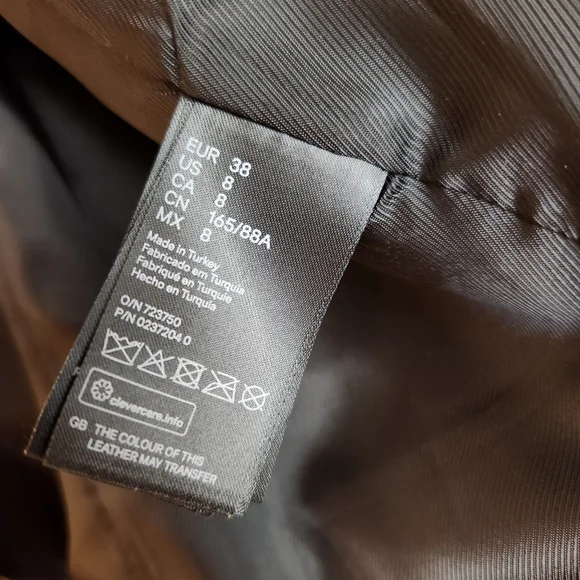 EUR 38
US 8
CA 8
CN 165/88A
MX 8
Made in Turkey
Fabricado em Turquia
Fabriqué en Turquie
Hecho en Turquía
O/N 723750
P/N 0237204 0
clevercare.info
GB THE COLOUR OF THIS
LEATHER MAY TRANSFER